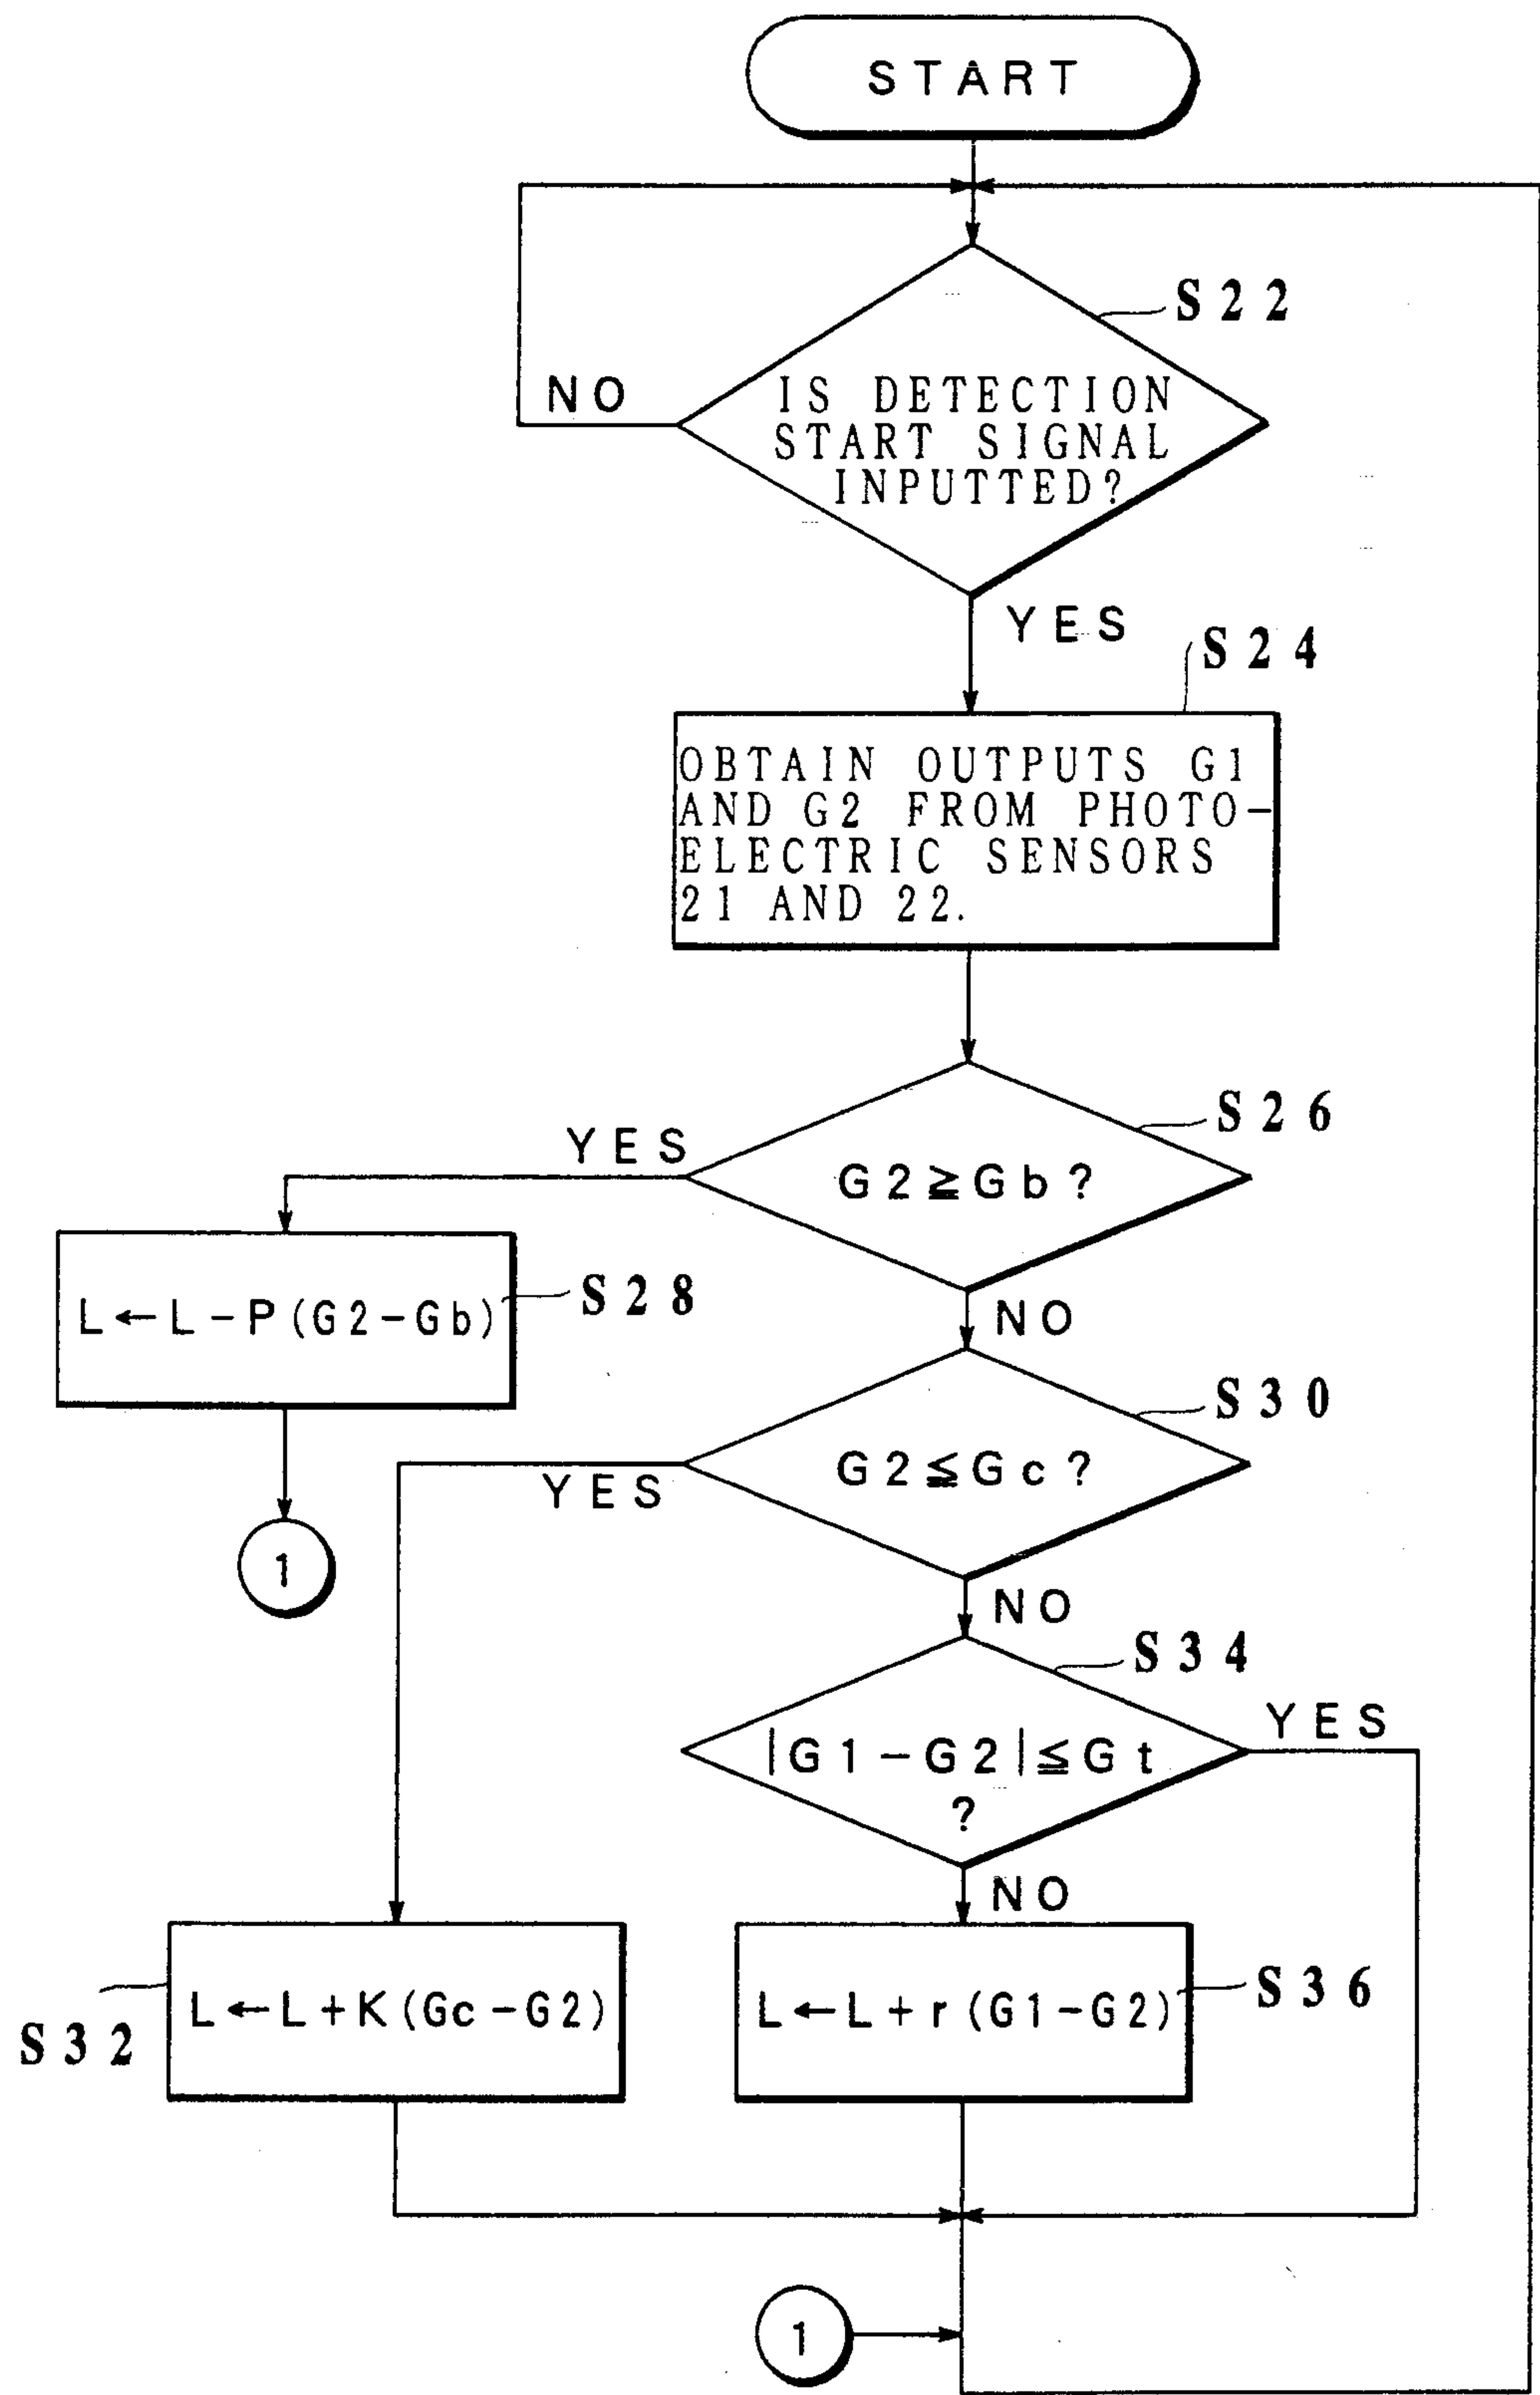 START
S22
NO
IS DETECTION
START SIGNAL
INPUTTED?
YES
S24
OBTAIN OUTPUTS G1
AND G2 FROM PHOTO-
ELECTRIC SENSORS
21 AND 22.
S26
YES
G2≧Gb?
L←L-P(G2-Gb)
S28
NO
S30
G2≦Gc?
YES
1
NO
S34
YES
|G1-G2|≦Gt
?
NO
L←L+K(Gc-G2)
S32
L←L+r(G1-G2)
S36
1